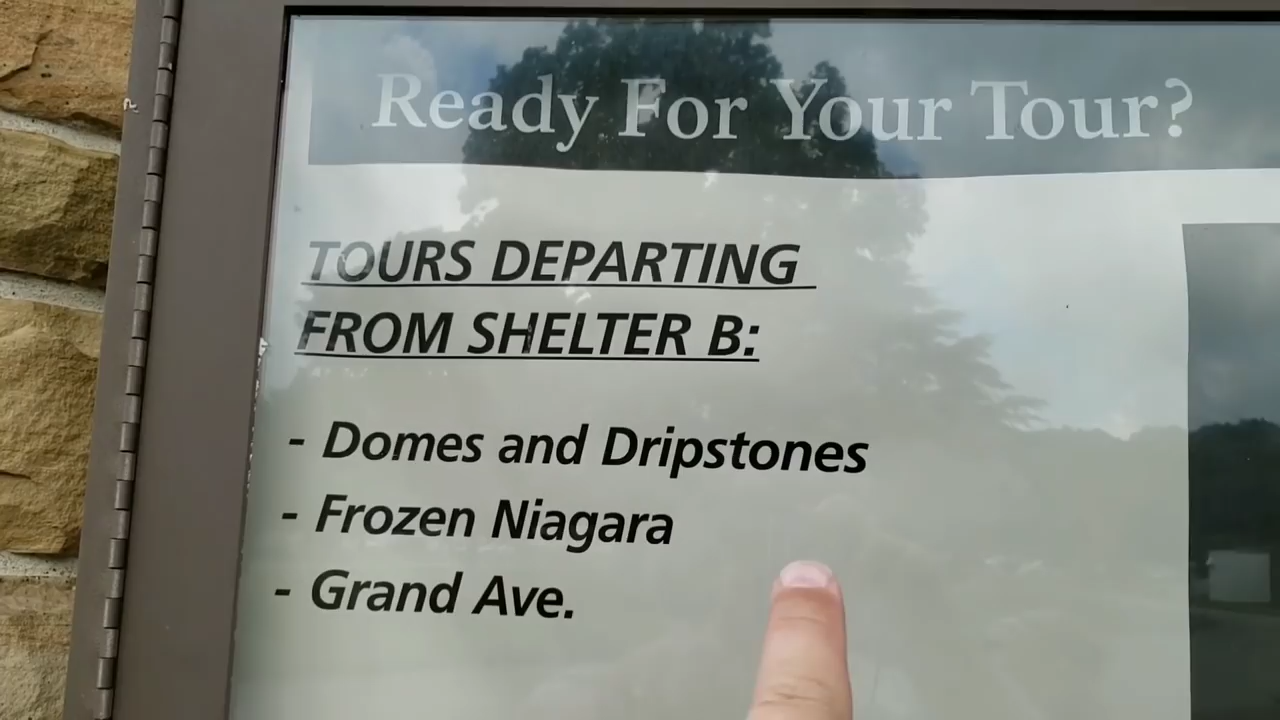 Ready For Your Tour?
TOURS DEPARTING
FROM SHELTER B:
- Domes and Dripstones
- Frozen Niagara
- Grand Ave.